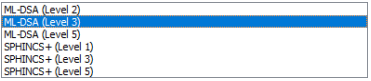 ML-DSA (Level 2)
ML-DSA (Level 3)
ML-DSA (Level 5)
SPHINCS+ (Level 1)
SPHINCS+ (Level 3)
SPHINCS+ (Level 5)